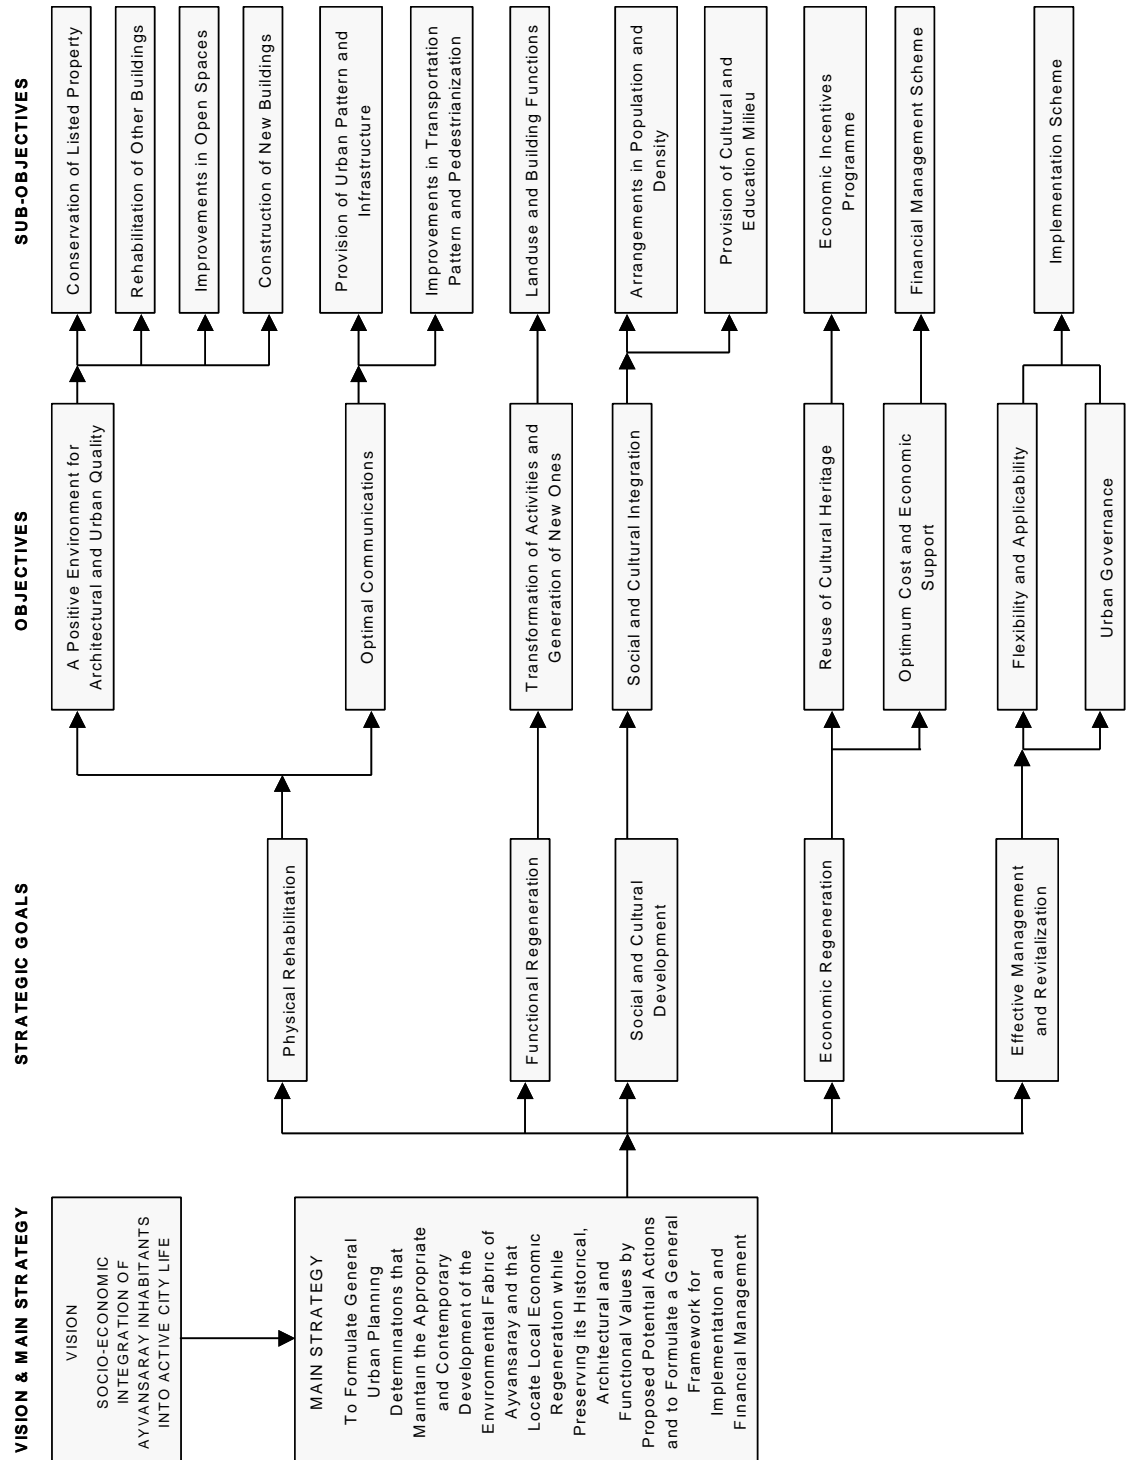 VISION & MAIN STRATEGY
STRATEGIC GOALS
OBJECTIVES
SUB-OBJECTIVES
VISION
SOCIO-ECONOMIC
INTEGRATION OF
AYVANSARAY INHABITANTS
INTO ACTIVE CITY LIFE
MAIN STRATEGY
To Formulate General
Urban Planning
Determinations that
Maintain the Appropriate
and Contemporary
Development of the
Environmental Fabric of
Ayvansaray and that
Locate Local Economic
Regeneration while
Preserving its Historical,
Architectural and
Functional Values by
Proposed Potential Actions
and to Formulate a General
Framework for
Implementation and
Financial Management
Physical Rehabilitation
Functional Regeneration
Social and Cultural
Development
Economic Regeneration
Effective Management
and Revitalization
A Positive Environment for
Architectural and Urban Quality
Optimal Communications
Transformation of Activities and
Generation of New Ones
Social and Cultural Integration
Reuse of Cultural Heritage
Optimum Cost and Economic
Support
Flexibility and Applicability
Urban Governance
Conservation of Listed Property
Rehabilitation of Other Buildings
Improvements in Open Spaces
Construction of New Buildings
Provision of Urban Pattern and
Infrastructure
Improvements in Transportation
Pattern and Pedestrianization
Landuse and Building Functions
Arrangements in Population and
Density
Provision of Cultural and
Education Milieu
Economic Incentives
Programme
Financial Management Scheme
Implementation Scheme